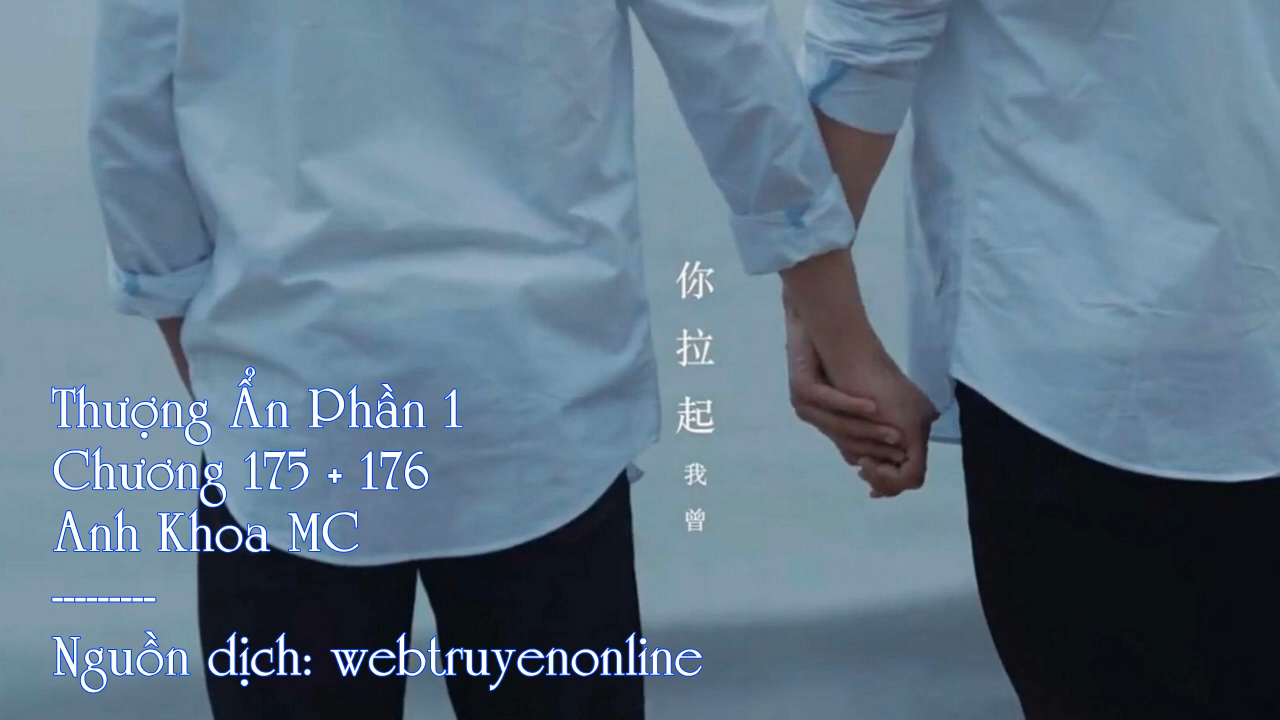 你拉起我曾
Thượng Ẩn Phần 1
Chương 175 + 176
Anh Khoa MC
---------
Nguồn dịch: webtruyenonline